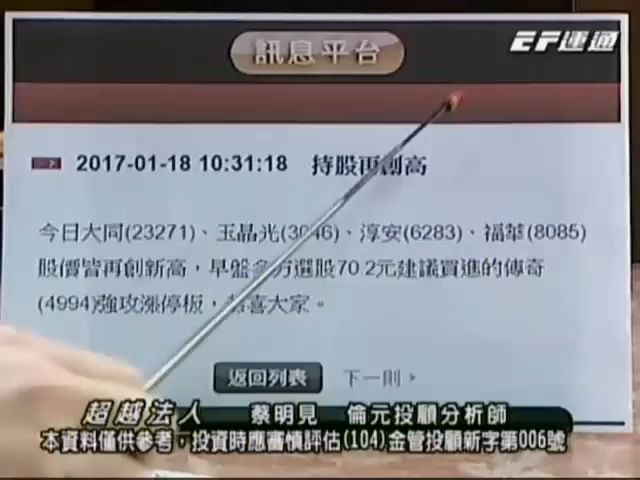 訊息平台
EF運通
2017-01-18 10:31:18 持股再創高
今日大同(23271)、玉晶光(3046)、淳安(6283)、福華(8085)
股價皆再創新高，早盤多方選股70.2元建議買進的傳奇
(4994)強攻漲停板，恭喜大家。
返回列表 下一則
超越法人 蔡明見 倫元投顧分析師
本資料僅供參考，投資時應審慎評估(104)金管投顧新字第006號